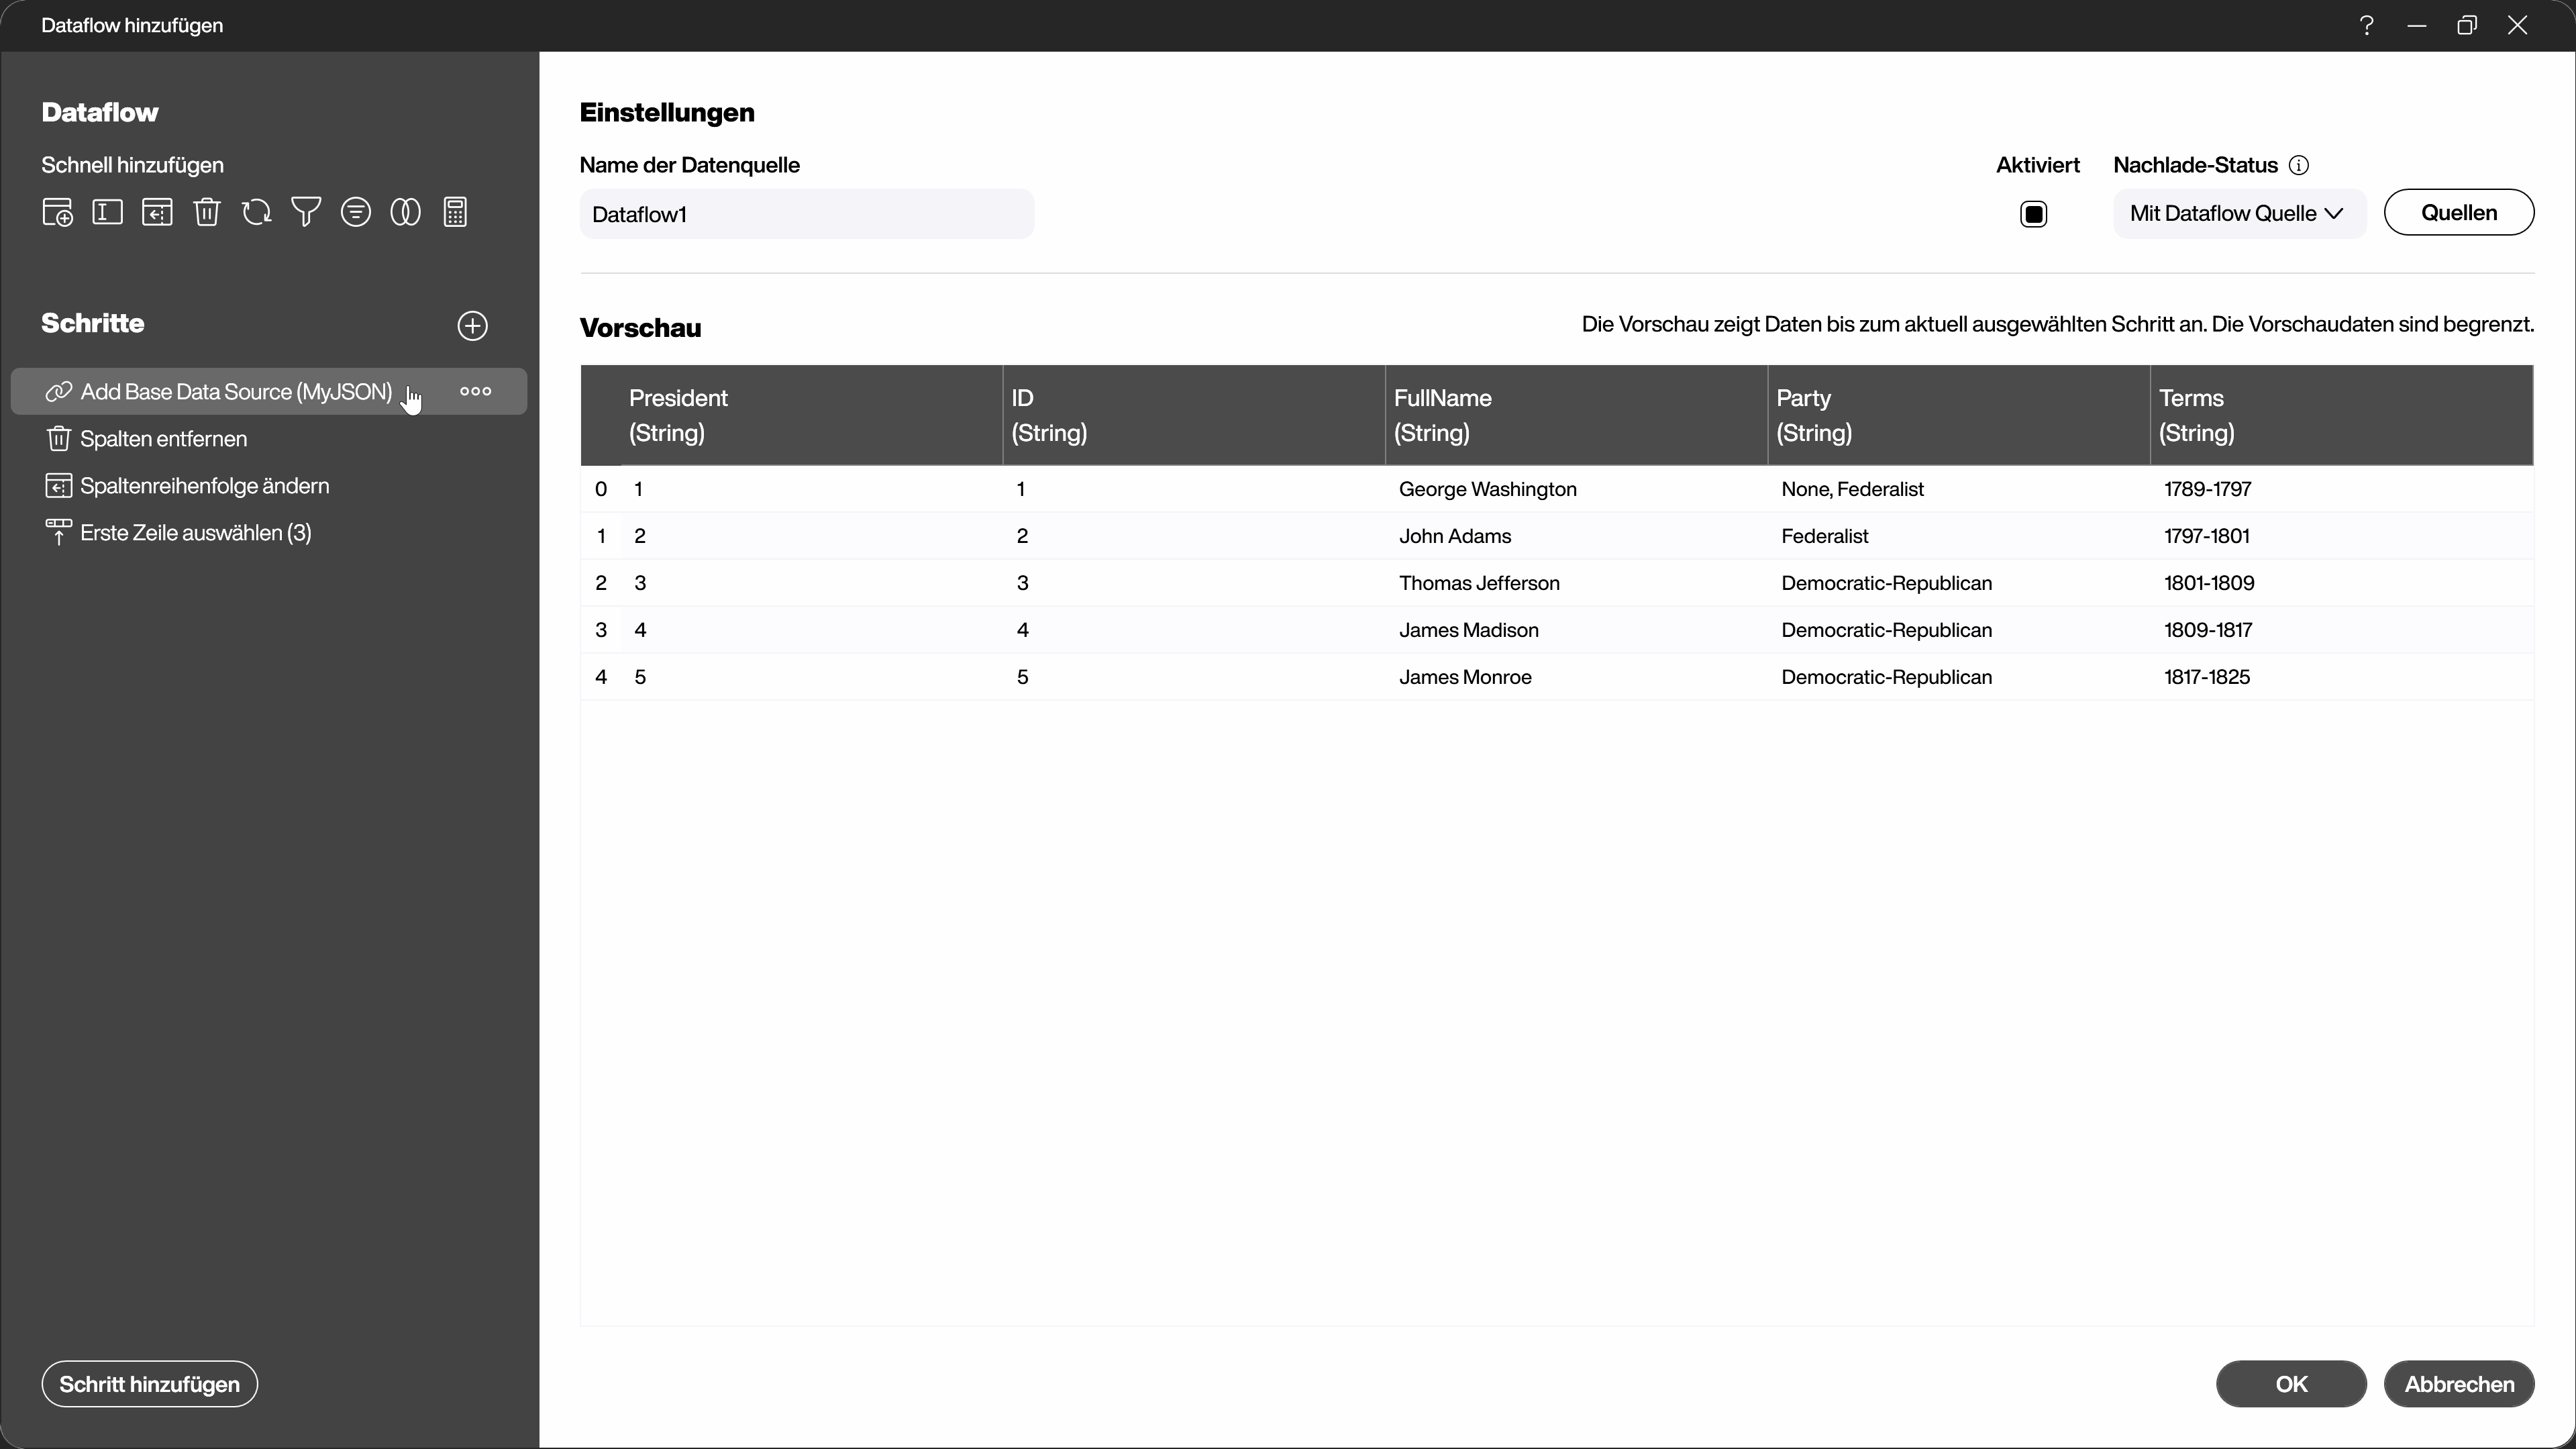 Dataflow hinzufügen
Dataflow
Schnell hinzufügen
Schritte
Add Base Data Source (MyJSON)
Spalten entfernen
Spaltenreihenfolge ändern
Erste Zeile auswählen (3)
Schritt hinzufügen
Einstellungen
Name der Datenquelle
Dataflow1
Aktiviert
Nachlade-Status
Mit Dataflow Quelle
Quellen
Vorschau
Die Vorschau zeigt Daten bis zum aktuell ausgewählten Schritt an. Die Vorschaudaten sind begrenzt.
President ID FullName Party Terms
(String) (String) (String) (String) (String)
0 1 1 George Washington None, Federalist 1789-1797
1 2 2 John Adams Federalist 1797-1801
2 3 3 Thomas Jefferson Democratic-Republican 1801-1809
3 4 4 James Madison Democratic-Republican 1809-1817
4 5 5 James Monroe Democratic-Republican 1817-1825
OK
Abbrechen